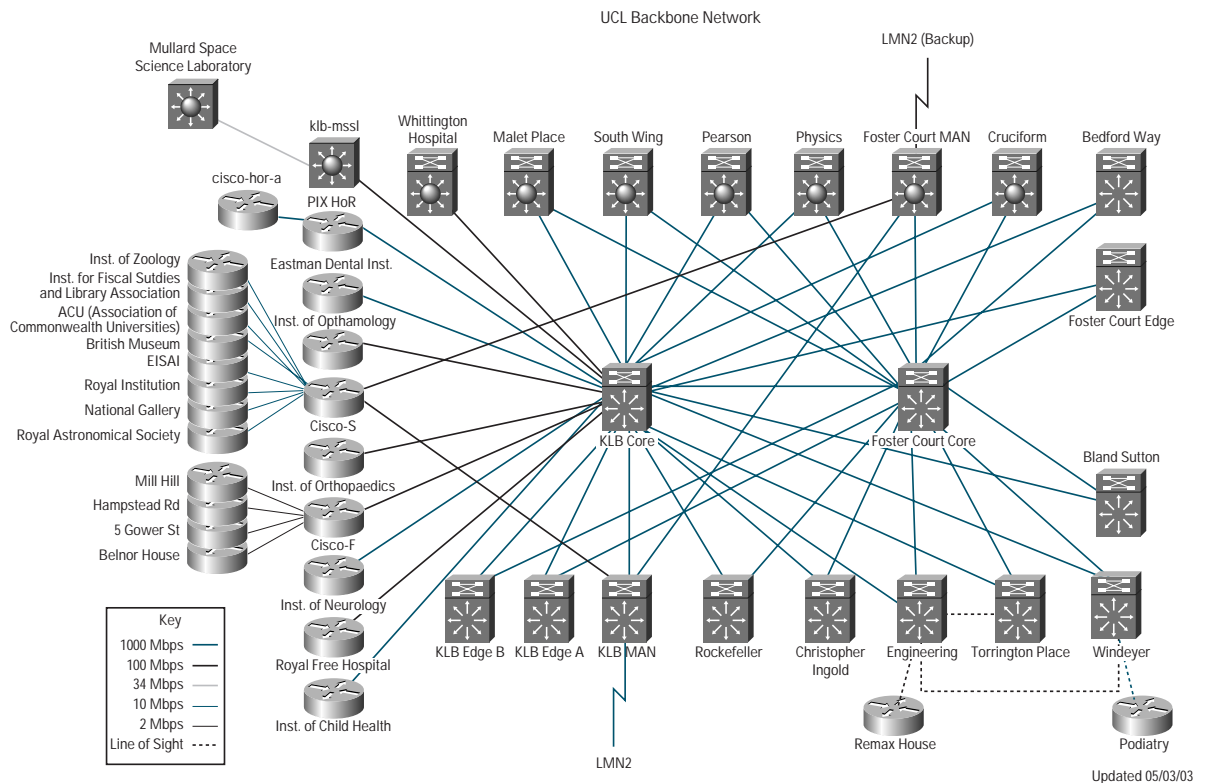 UCL Backbone Network
LMN2 (Backup)
Mullard Space
Science Laboratory
klb-mssl
Whittington
Hospital
Malet Place
South Wing
Pearson
Physics
Foster Court MAN
Cruciform
Bedford Way
cisco-hor-a
PIX HoR
Eastman Dental Inst.
Inst. of Opthamology
Inst. of Zoology
Inst. for Fiscal Sutdies
and Library Association
ACU (Association of
Commonwealth Universities)
British Museum
EISAI
Royal Institution
National Gallery
Royal Astronomical Society
Cisco-S
Foster Court Edge
KLB Core
Foster Court Core
Inst. of Orthopaedics
Bland Sutton
Mill Hill
Hampstead Rd
5 Gower St
Belnor House
Cisco-F
Inst. of Neurology
Royal Free Hospital
Inst. of Child Health
KLB Edge B
KLB Edge A
KLB MAN
Rockefeller
Christopher
Ingold
Engineering
Torrington Place
Windeyer
Key
1000 Mbps
100 Mbps
34 Mbps
10 Mbps
2 Mbps
Line of Sight
Remax House
Podiatry
LMN2
Updated 05/03/03